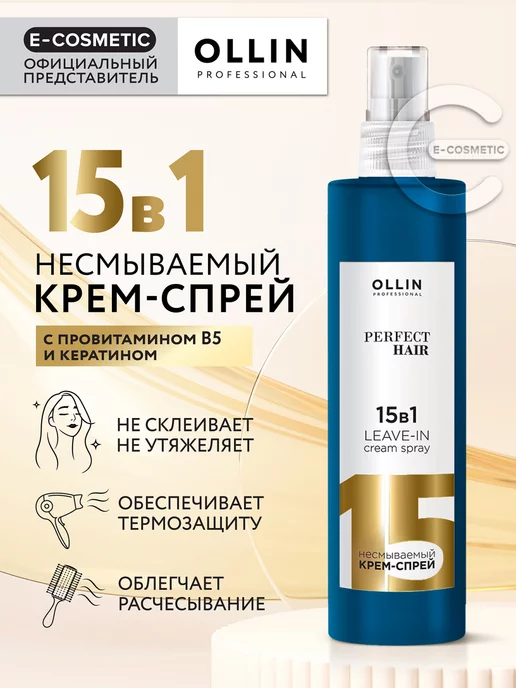 E-COSMETIC
ОФИЦИАЛЬНЫЙ
ПРЕДСТАВИТЕЛЬ
OLLIN
PROFESSIONAL
E-COSMETIC
15в1
НЕСМЫВАЕМЫЙ
КРЕМ-СПРЕЙ
С ПРОВИТАМИНОМ B5
И КЕРАТИНОМ
НЕ СКЛЕИВАЕТ
НЕ УТЯЖЕЛЯЕТ
ОБЕСПЕЧИВАЕТ
ТЕРМОЗАЩИТУ
ОБЛЕГЧАЕТ
РАСЧЕСЫВАНИЕ
OLLIN
PROFESSIONAL
PERFECT
HAIR
15в1
LEAVE-IN
cream spray
15
несмываемый
КРЕМ-СПРЕЙ